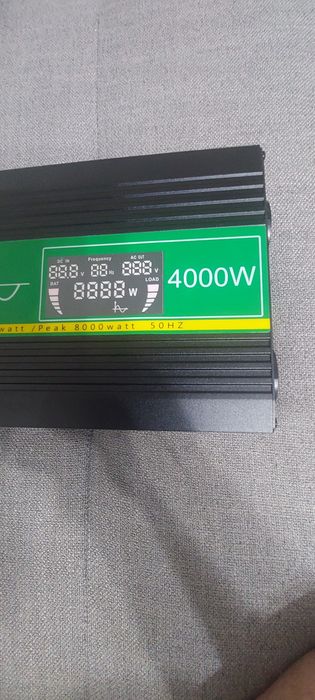 DC IN Frequency AC OUT
888 V 88 Hz 888 V
BAT 8888 W LOAD
4000W
watt /Peak 8000watt 50HZ